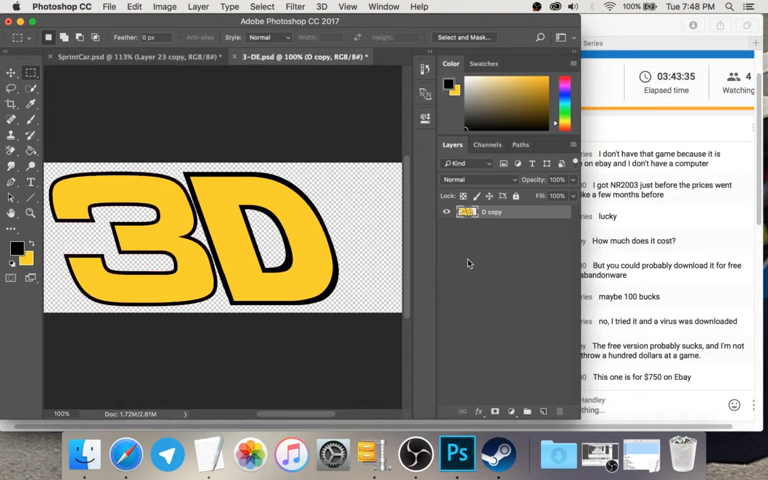 Photoshop CC File Edit Image Layer Type Select Filter 3D View Window Help 100% Tue 7:48 PM
Adobe Photoshop CC 2017
Feather: 0 px Anti-alias Style: Normal Width: Height: Select and Mask...
SprintCar.psd @ 113% (Layer 23 copy, RGB/8#) * 3-DE.psd @ 100% (D copy, RGB/8#) *
Series
Color Swatches
03:43:35 4
Elapsed time Watching
3D
Layers Channels Paths
Kind
Normal Opacity: 100%
Lock: Fill: 100%
D copy
I don't have that game because it is
on ebay and I don't have a computer
I got NR2003 just before the prices went
a few months before
lucky
How much does it cost?
But you could probably download it for free
abandonware
ries maybe 100 bucks
no, I tried it and a virus was downloaded
The free version probably sucks, and I'm not
throw a hundred dollars at a game.
This one is for $750 on Ebay
Handley
100% Doc: 1.72M/2.81M
Ps